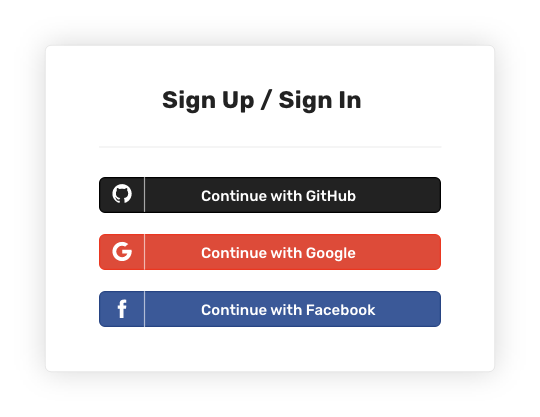 Sign Up / Sign In
Continue with GitHub
Continue with Google
Continue with Facebook